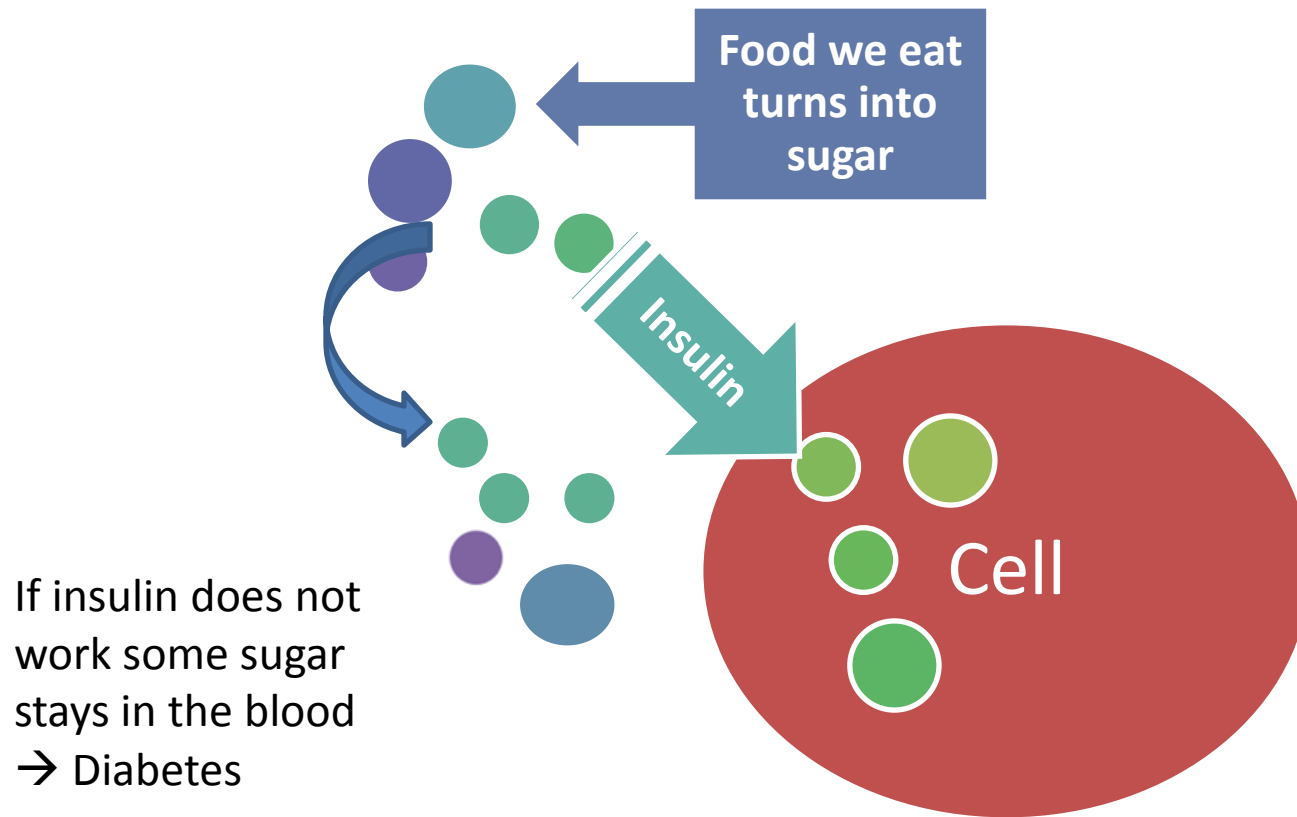 Food we eat
turns into
sugar
Insulin
Cell
If insulin does not
work some sugar
stays in the blood
→ Diabetes